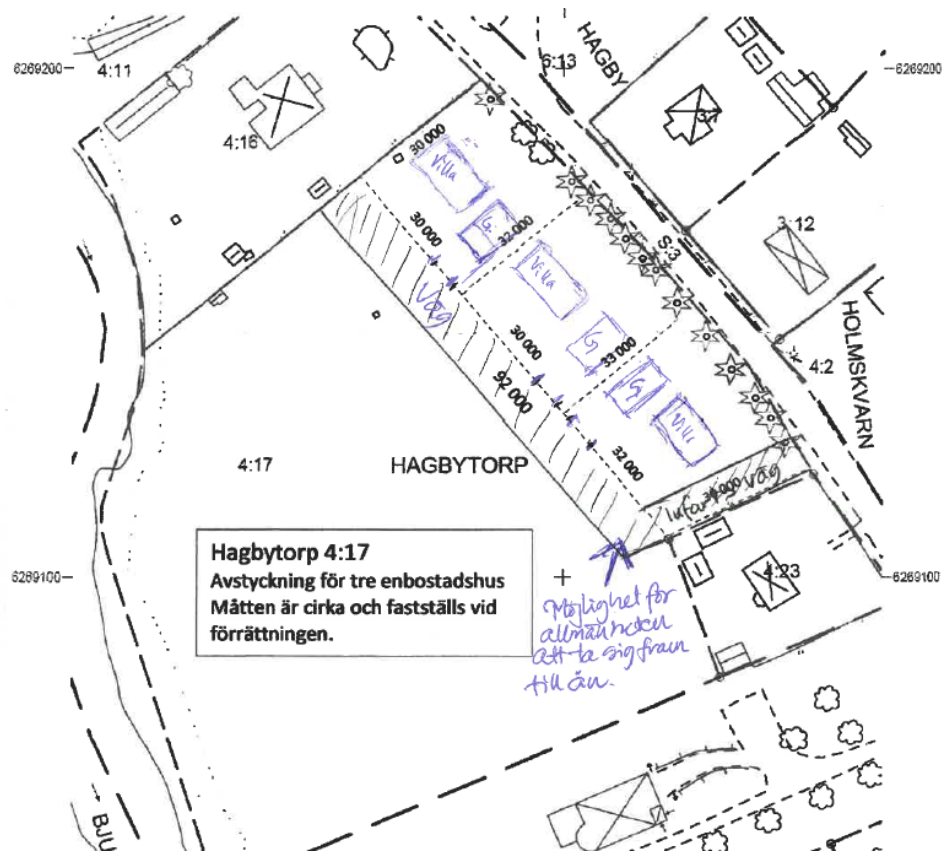 HAGBY
6:13
6269200
4:11
6269200
37
4:16
30 000
Villa
3:12
30 000
G.
32 000
S:3
Väg
Villa
HOLMSKVARN
4:2
30 000
G
33 000
92 000
G
Villa
32 000
4:17
HAGBYTORP
Infart väg
Hagbytorp 4:17
Avstyckning för tre enbostadshus
Måtten är cirka och fastställs vid
förrättningen.
6269100
6269100
4:23
Möjlighet för
allmänheten
att ta sig fram
till ån.
BJU